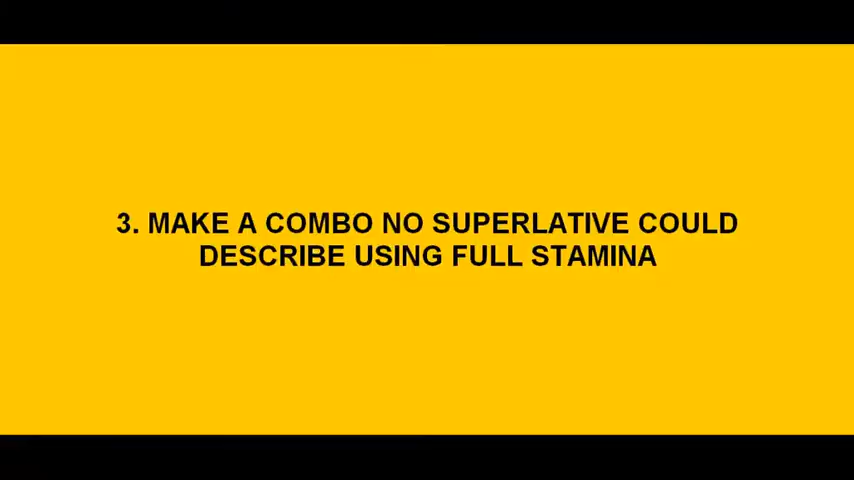 3. MAKE A COMBO NO SUPERLATIVE COULD
DESCRIBE USING FULL STAMINA